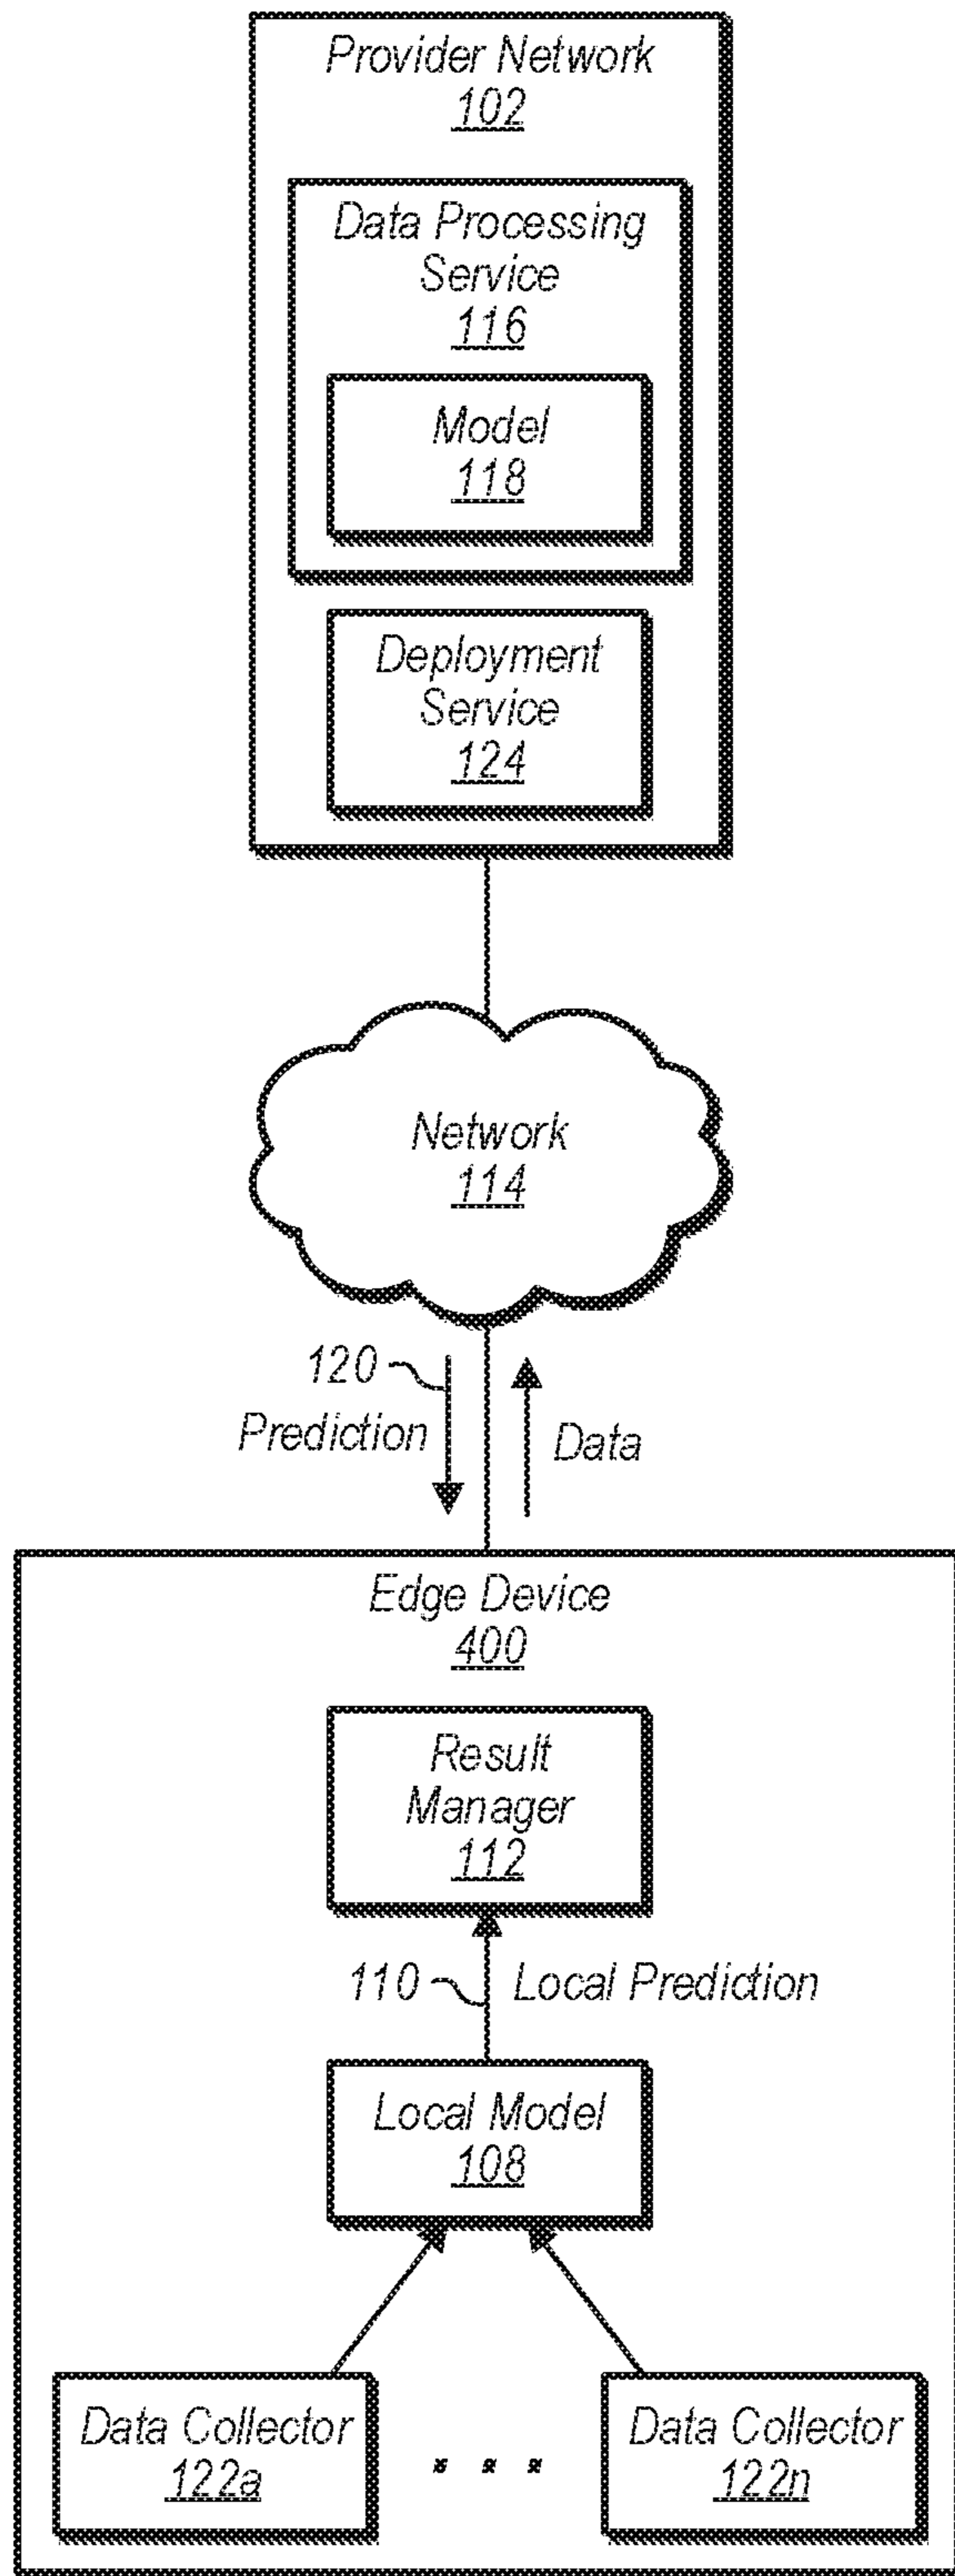 Provider Network
102
Data Processing
Service
116
Model
118
Deployment
Service
124
Network
114
120
Prediction
Data
Edge Device
400
Result
Manager
112
110
Local Prediction
Local Model
108
Data Collector
122a
. . .
Data Collector
122n